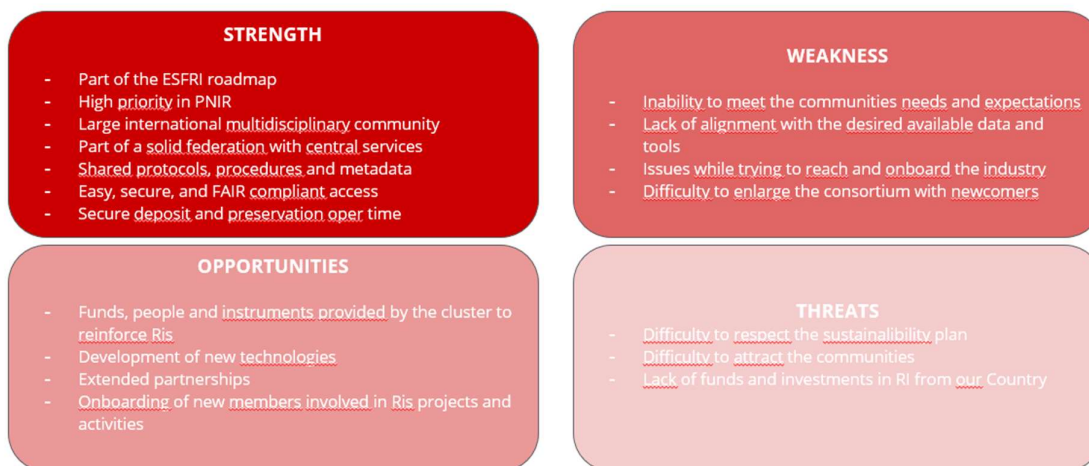 STRENGTH
- Part of the ESFRI roadmap
- High priority in PNIR
- Large international multidisciplinary community
- Part of a solid federation with central services
- Shared protocols, procedures and metadata
- Easy, secure, and FAIR compliant access
- Secure deposit and preservation oper time
WEAKNESS
- Inability to meet the communities needs and expectations
- Lack of alignment with the desired available data and
tools
- Issues while trying to reach and onboard the industry
- Difficulty to enlarge the consortium with newcomers
OPPORTUNITIES
- Funds, people and instruments provided by the cluster to
reinforce Ris
- Development of new technologies
- Extended partnerships
- Onboarding of new members involved in Ris projects and
activities
THREATS
- Difficulty to respect the sustainalibility plan
- Difficulty to attract the communities
- Lack of funds and investments in RI from our Country